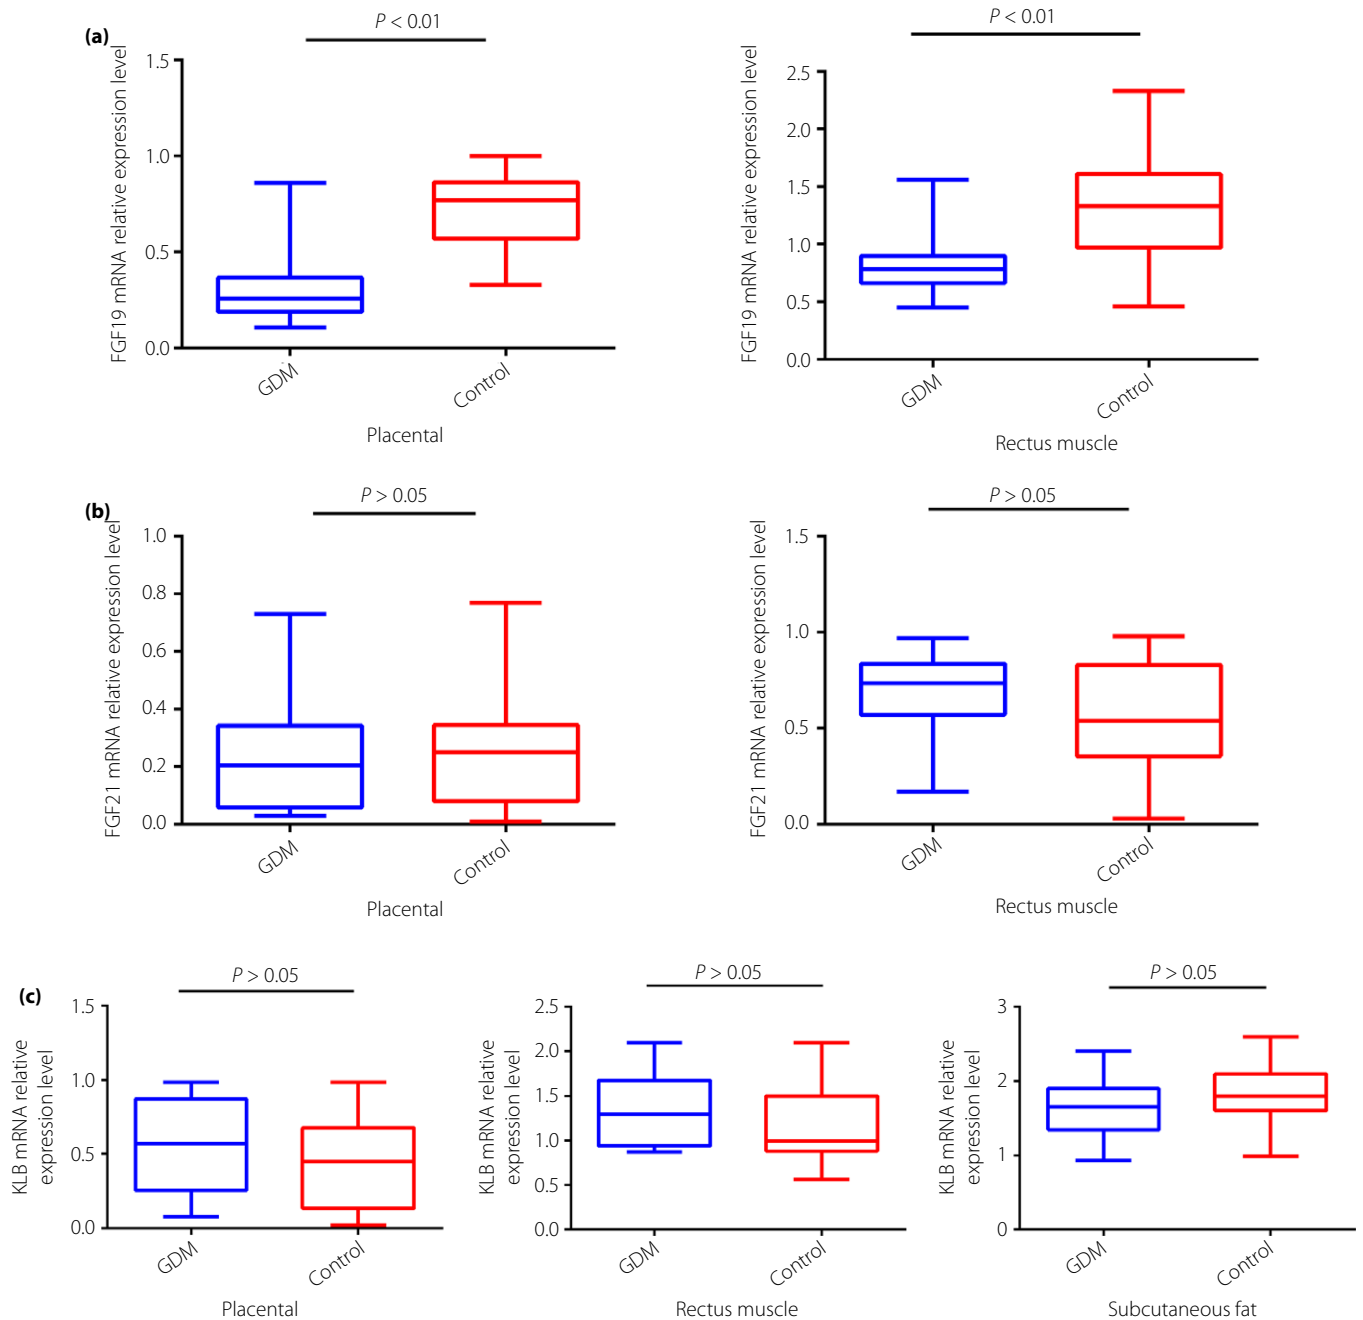 (a)
P < 0.01
FGF19 mRNA relative expression level
1.5
1.0
0.5
0.0
GDM
Control
Placental
P < 0.01
FGF19 mRNA relative expression level
2.5
2.0
1.5
1.0
0.5
0.0
GDM
Control
Rectus muscle
(b)
P > 0.05
FGF21 mRNA relative expression level
1.0
0.8
0.6
0.4
0.2
0.0
GDM
Control
Placental
P > 0.05
FGF21 mRNA relative expression level
1.5
1.0
0.5
0.0
GDM
Control
Rectus muscle
(c)
P > 0.05
KLB mRNA relative
expression level
1.5
1.0
0.5
0.0
GDM
Control
Placental
P > 0.05
KLB mRNA relative
expression level
2.5
2.0
1.5
1.0
0.5
0.0
GDM
Control
Rectus muscle
P > 0.05
KLB mRNA relative
expression level
3
2
1
0
GDM
Control
Subcutaneous fat